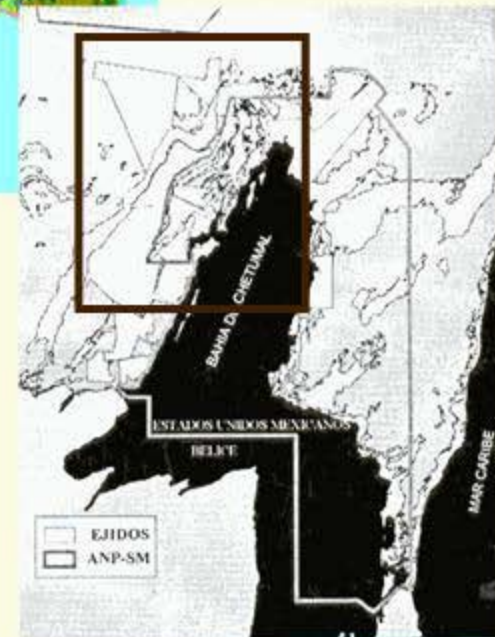 BAHIA DE CHETUMAL
ESTADOS UNIDOS MEXICANOS
BELICE
MAR CARIBE
EJIDOS
ANP-SM